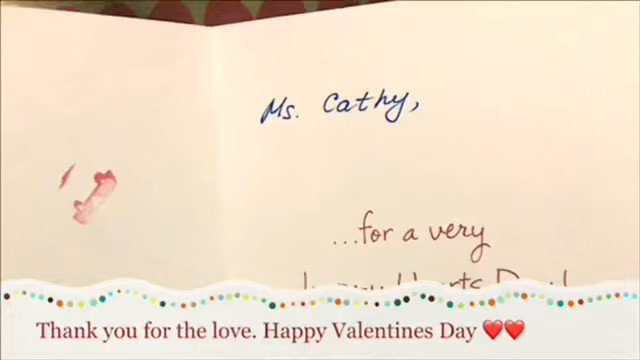 Ms. Cathy,
...for a very
Thank you for the love. Happy Valentines Day ❤️❤️